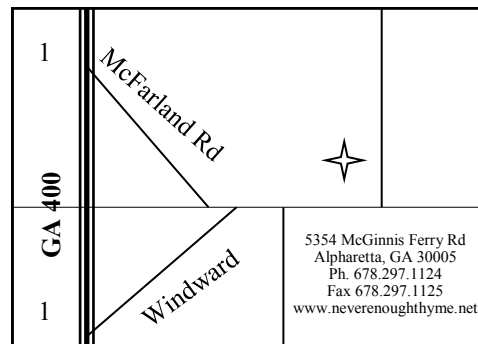 1
McFarland Rd
GA 400
Windward
1
5354 McGinnis Ferry Rd
Alpharetta, GA 30005
Ph. 678.297.1124
Fax 678.297.1125
www.neverenoughthyme.net